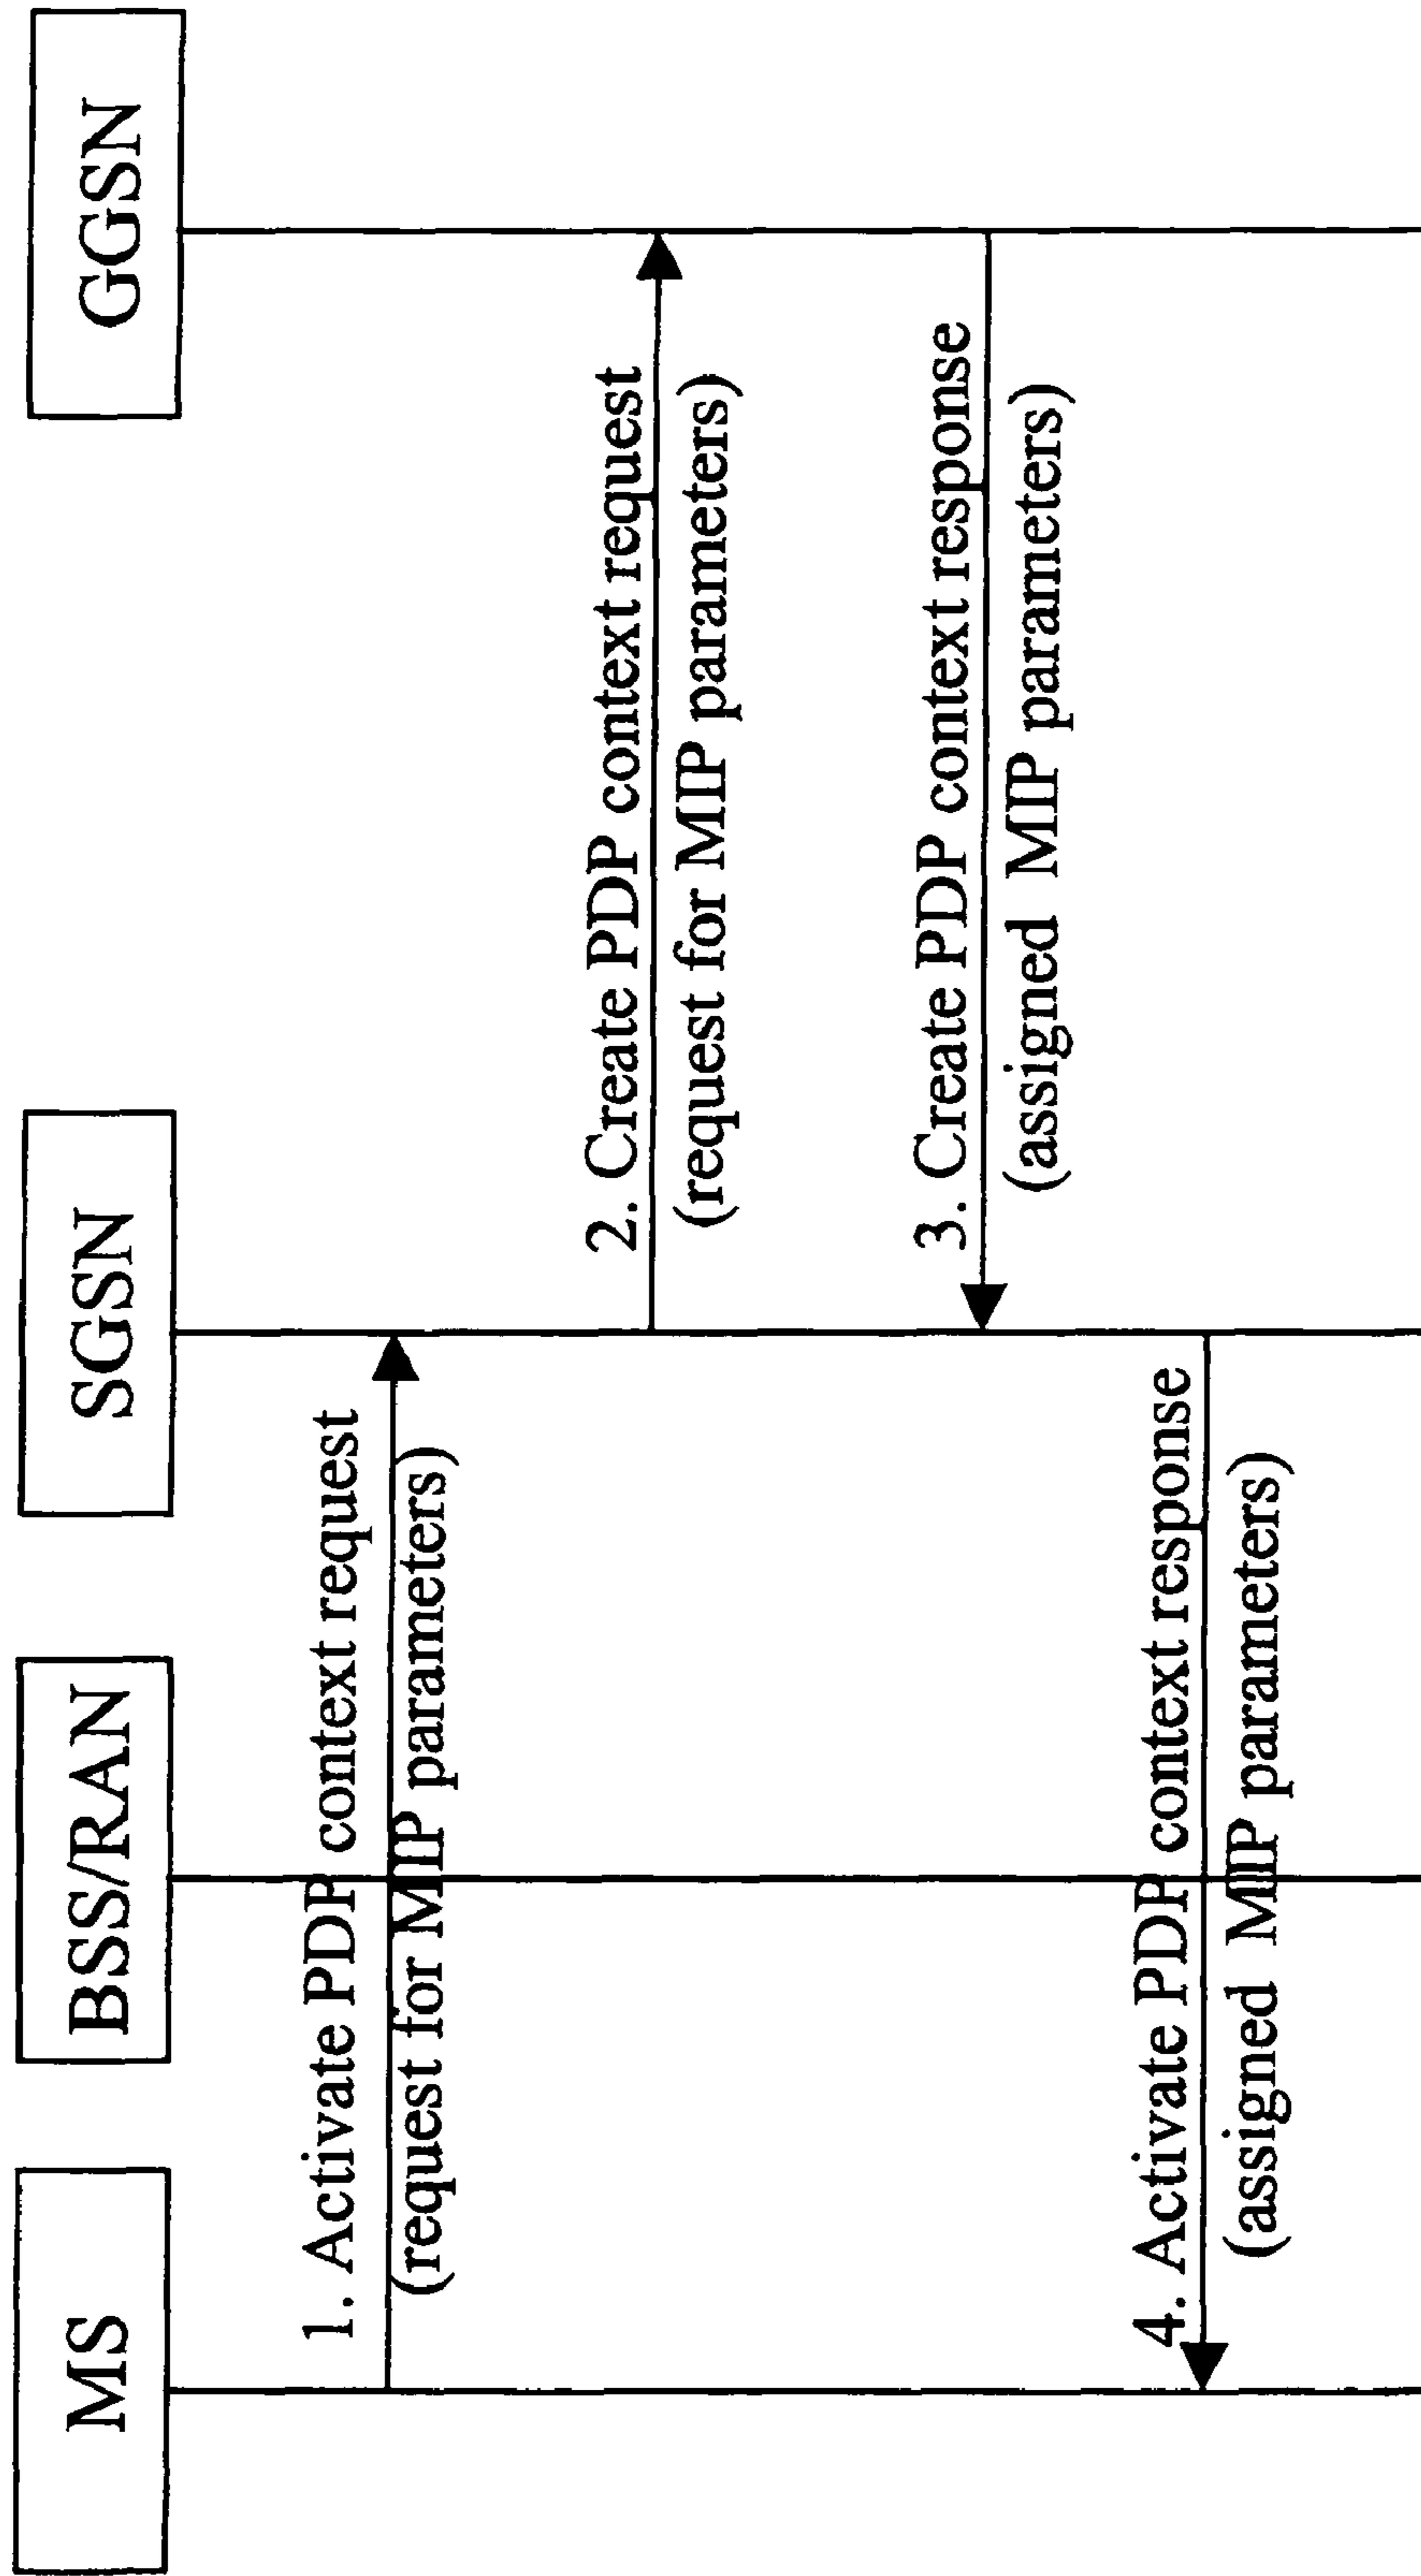 MS
BSS/RAN
SGSN
GGSN
1. Activate PDP context request
(request for MIP parameters)
2. Create PDP context request
(request for MIP parameters)
3. Create PDP context response
(assigned MIP parameters)
4. Activate PDP context response
(assigned MIP parameters)